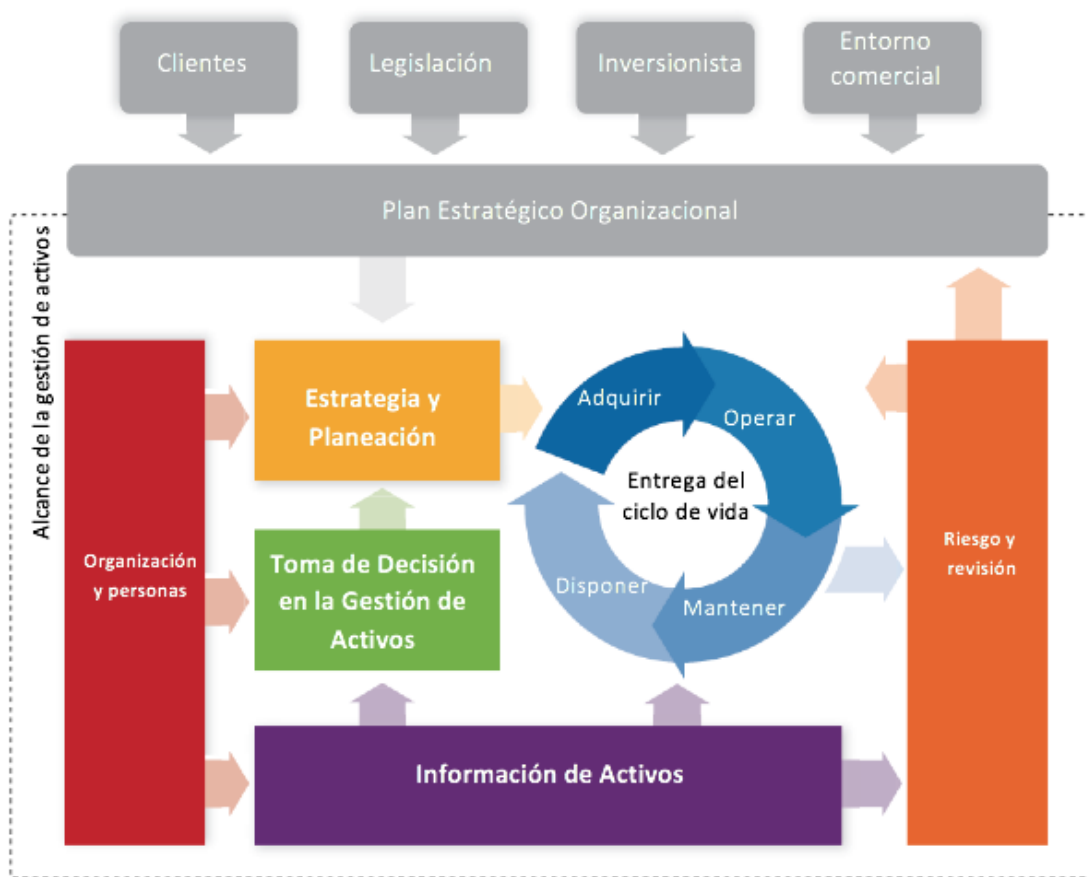 Clientes
Legislación
Inversionista
Entorno
comercial
Plan Estratégico Organizacional
Alcance de la gestión de activos
Organización
y personas
Estrategia y
Planeación
Toma de Decisión
en la Gestión de
Activos
Adquirir
Operar
Entrega del
ciclo de vida
Disponer
Mantener
Riesgo y
revisión
Información de Activos